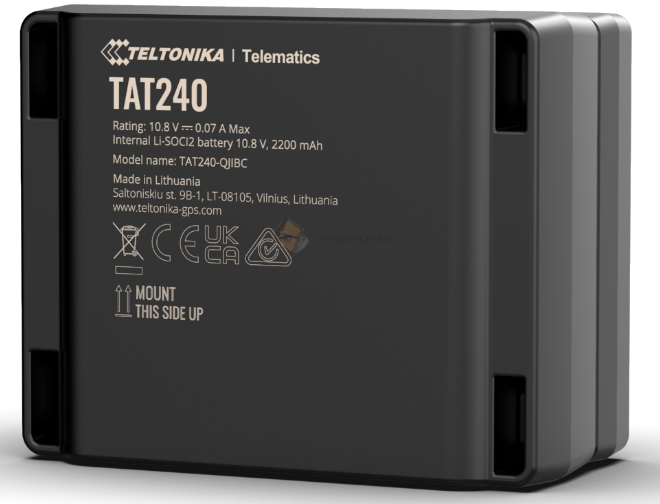 TELTONIKA | Telematics
TAT240
Rating: 10.8 V ⎓ 0.07 A Max
Internal Li-SOCl2 battery 10.8 V, 2200 mAh
Model name: TAT240-QJIBC
Made in Lithuania
Saltoniskiu st. 9B-1, LT-08105, Vilnius, Lithuania
www.teltonika-gps.com
CE UK CA
MOUNT
THIS SIDE UP